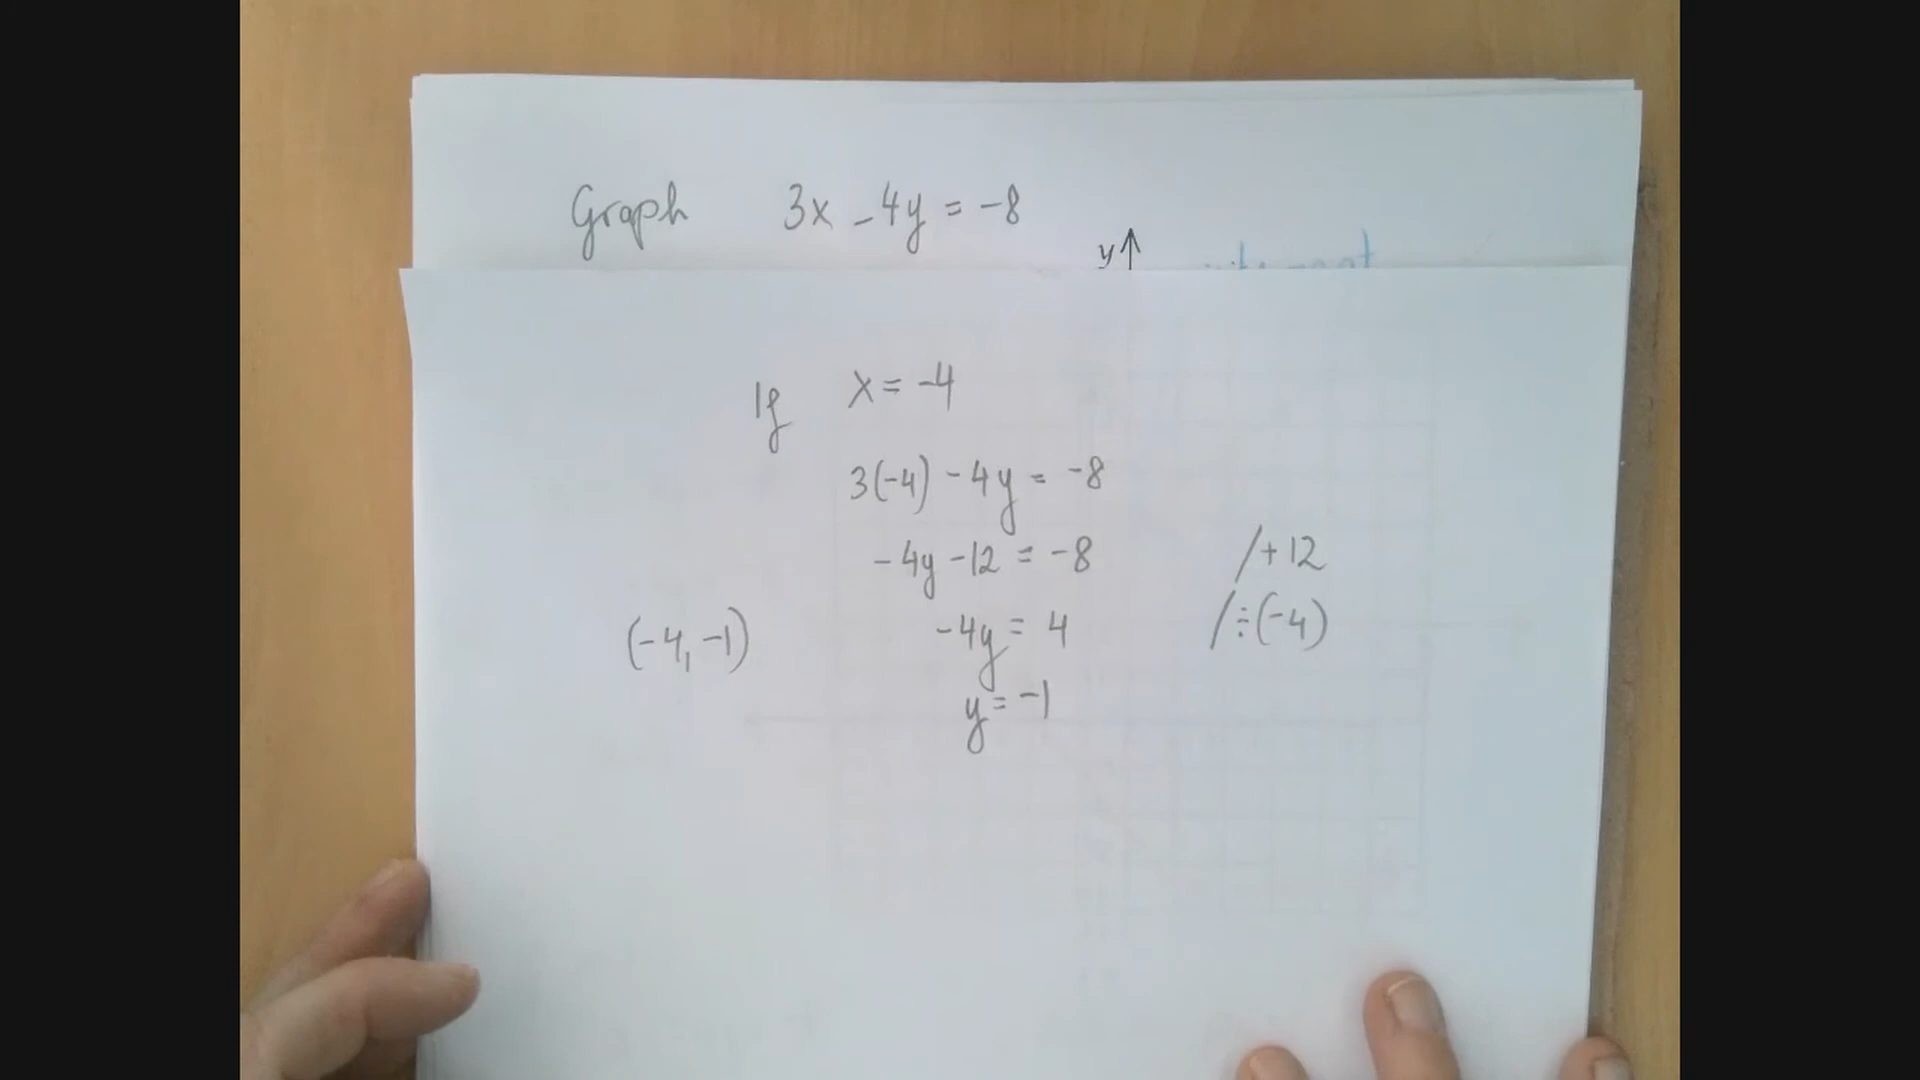 Graph 3x - 4y = -8
y
If x = -4
3(-4) - 4y = -8
-4y - 12 = -8 /+12
(-4, -1) -4y = 4 /÷(-4)
y = -1